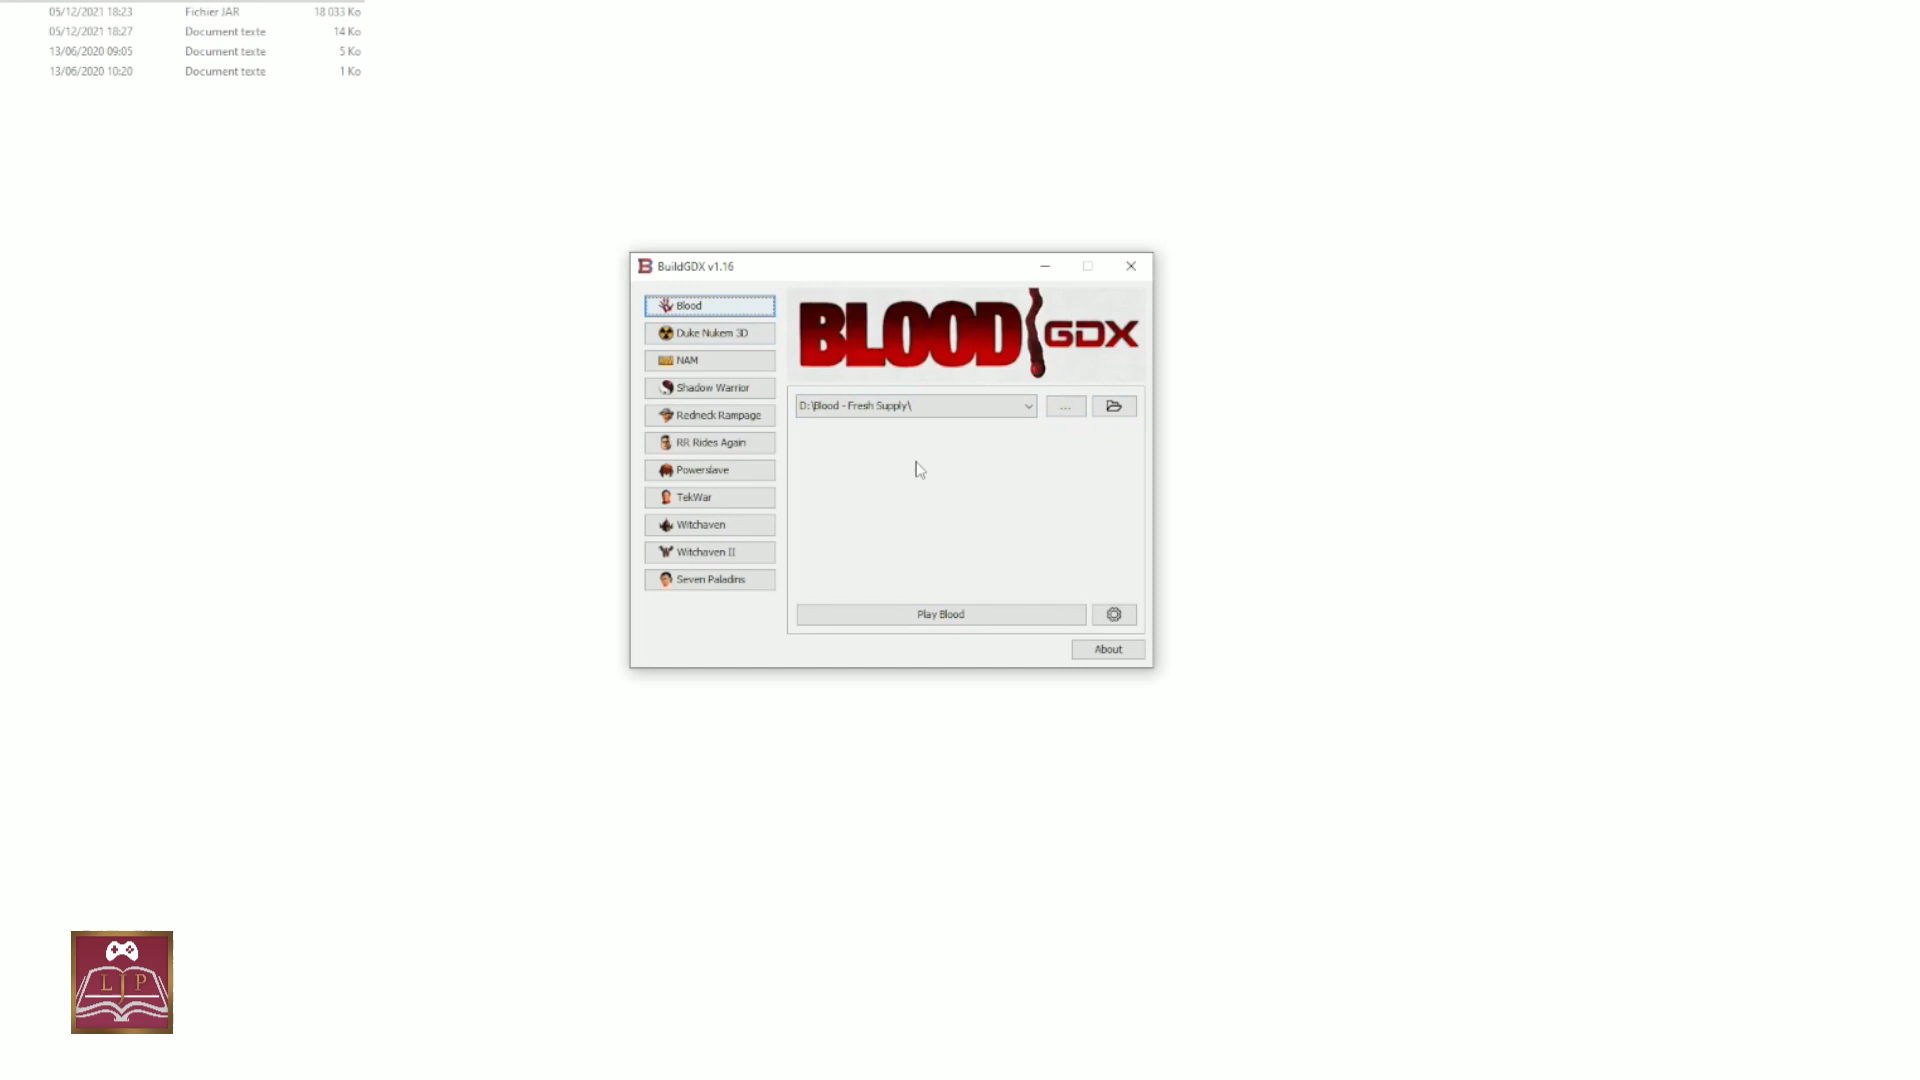 05/12/2021 18:23 Fichier JAR 18 033 Ko
05/12/2021 18:27 Document texte 14 Ko
13/06/2020 09:05 Document texte 5 Ko
13/06/2020 10:20 Document texte 1 Ko
BuildGDX v1.16
Blood
Duke Nukem 3D
NAM
Shadow Warrior
Redneck Rampage
RR Rides Again
Powerslave
TekWar
Witchaven
Witchaven II
Seven Paladins
BLOOD GDX
D:\Blood - Fresh Supply\
...
Play Blood
About
L J P